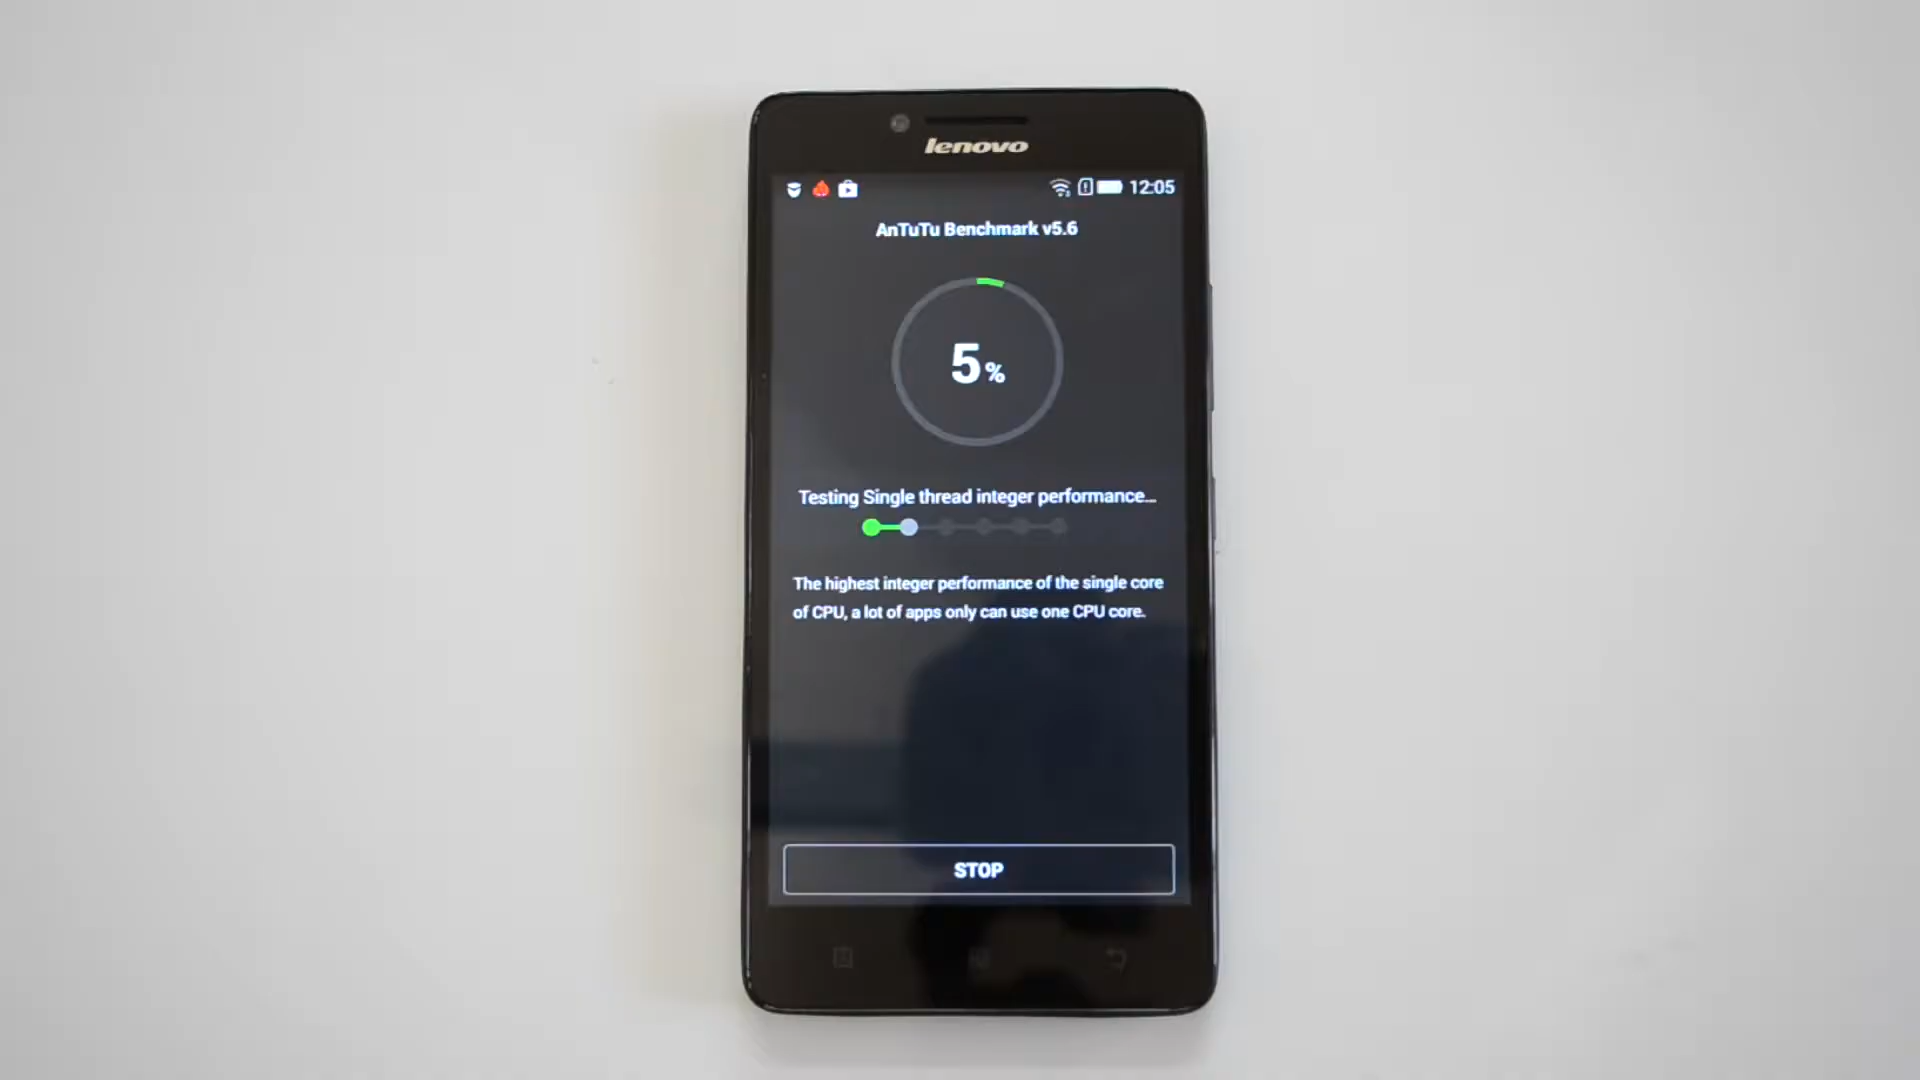 lenovo
12:05
AnTuTu Benchmark v5.6
5%
Testing Single thread integer performance...
The highest integer performance of the single core
of CPU, a lot of apps only can use one CPU core.
STOP